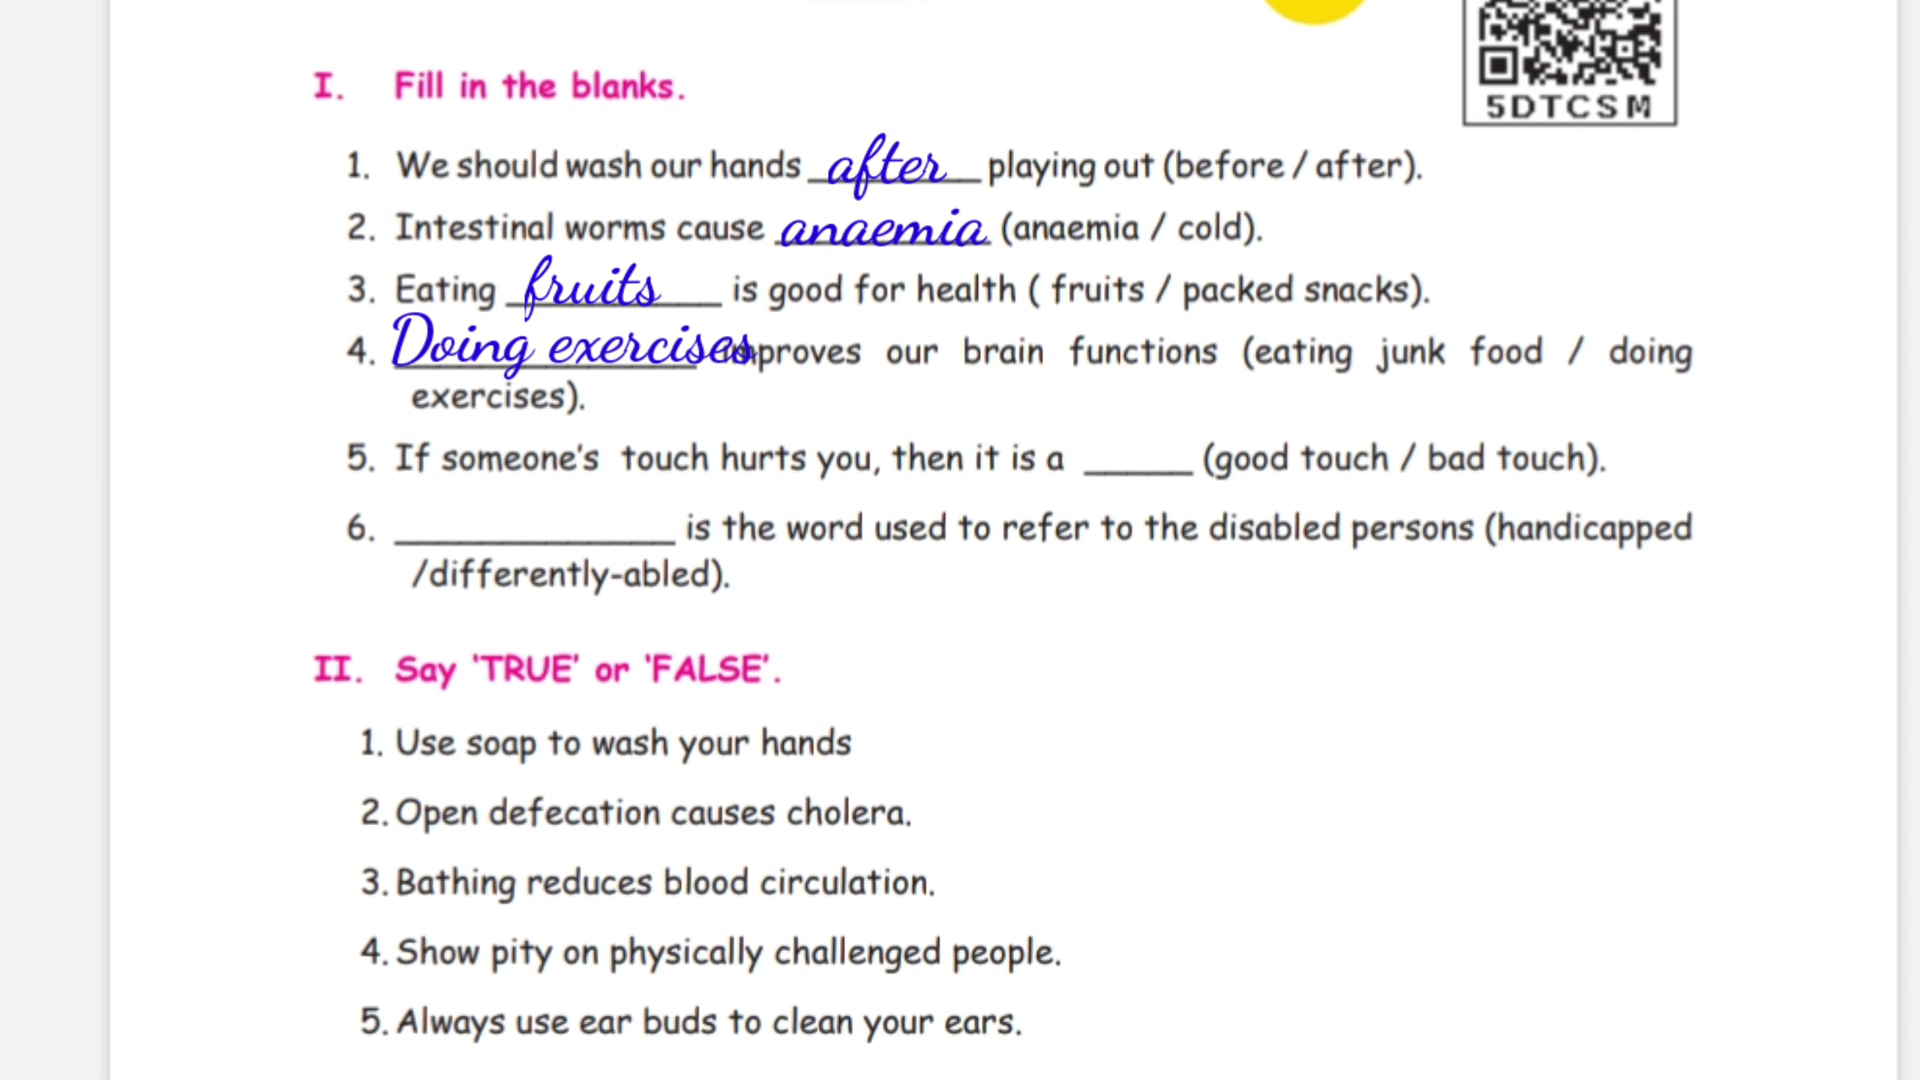 5DTCSM
I. Fill in the blanks.
1. We should wash our hands after playing out (before / after).
2. Intestinal worms cause anaemia (anaemia / cold).
3. Eating fruits is good for health ( fruits / packed snacks).
4. Doing exercises improves our brain functions (eating junk food / doing
exercises).
5. If someone's touch hurts you, then it is a _____ (good touch / bad touch).
6. _____________ is the word used to refer to the disabled persons (handicapped
/differently-abled).
II. Say 'TRUE' or 'FALSE'.
1. Use soap to wash your hands
2. Open defecation causes cholera.
3. Bathing reduces blood circulation.
4. Show pity on physically challenged people.
5. Always use ear buds to clean your ears.